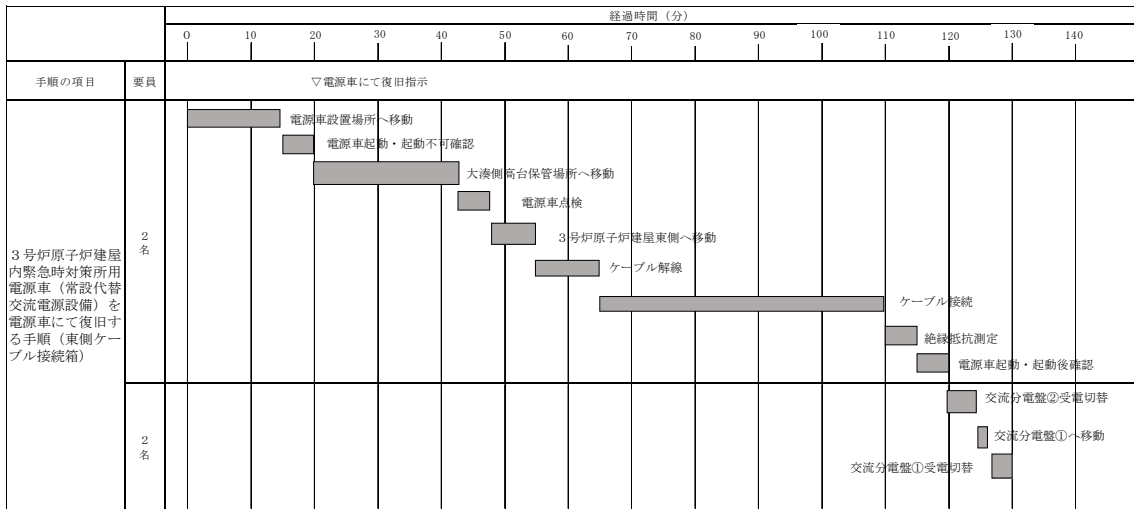 経過時間（分）
0 10 20 30 40 50 60 70 80 90 100 110 120 130 140
手順の項目 要員 ▽電源車にて復旧指示
電源車設置場所へ移動
電源車起動・起動不可確認
大湊側高台保管場所へ移動
電源車点検
３号炉原子炉建屋東側へ移動
ケーブル解線
ケーブル接続
絶縁抵抗測定
電源車起動・起動後確認
３号炉原子炉建屋
内緊急時対策所用
電源車（常設代替
交流電源設備）を
電源車にて復旧す
る手順（東側ケー
ブル接続箱）
２
名
交流分電盤②受電切替
交流分電盤①へ移動
交流分電盤①受電切替
２
名